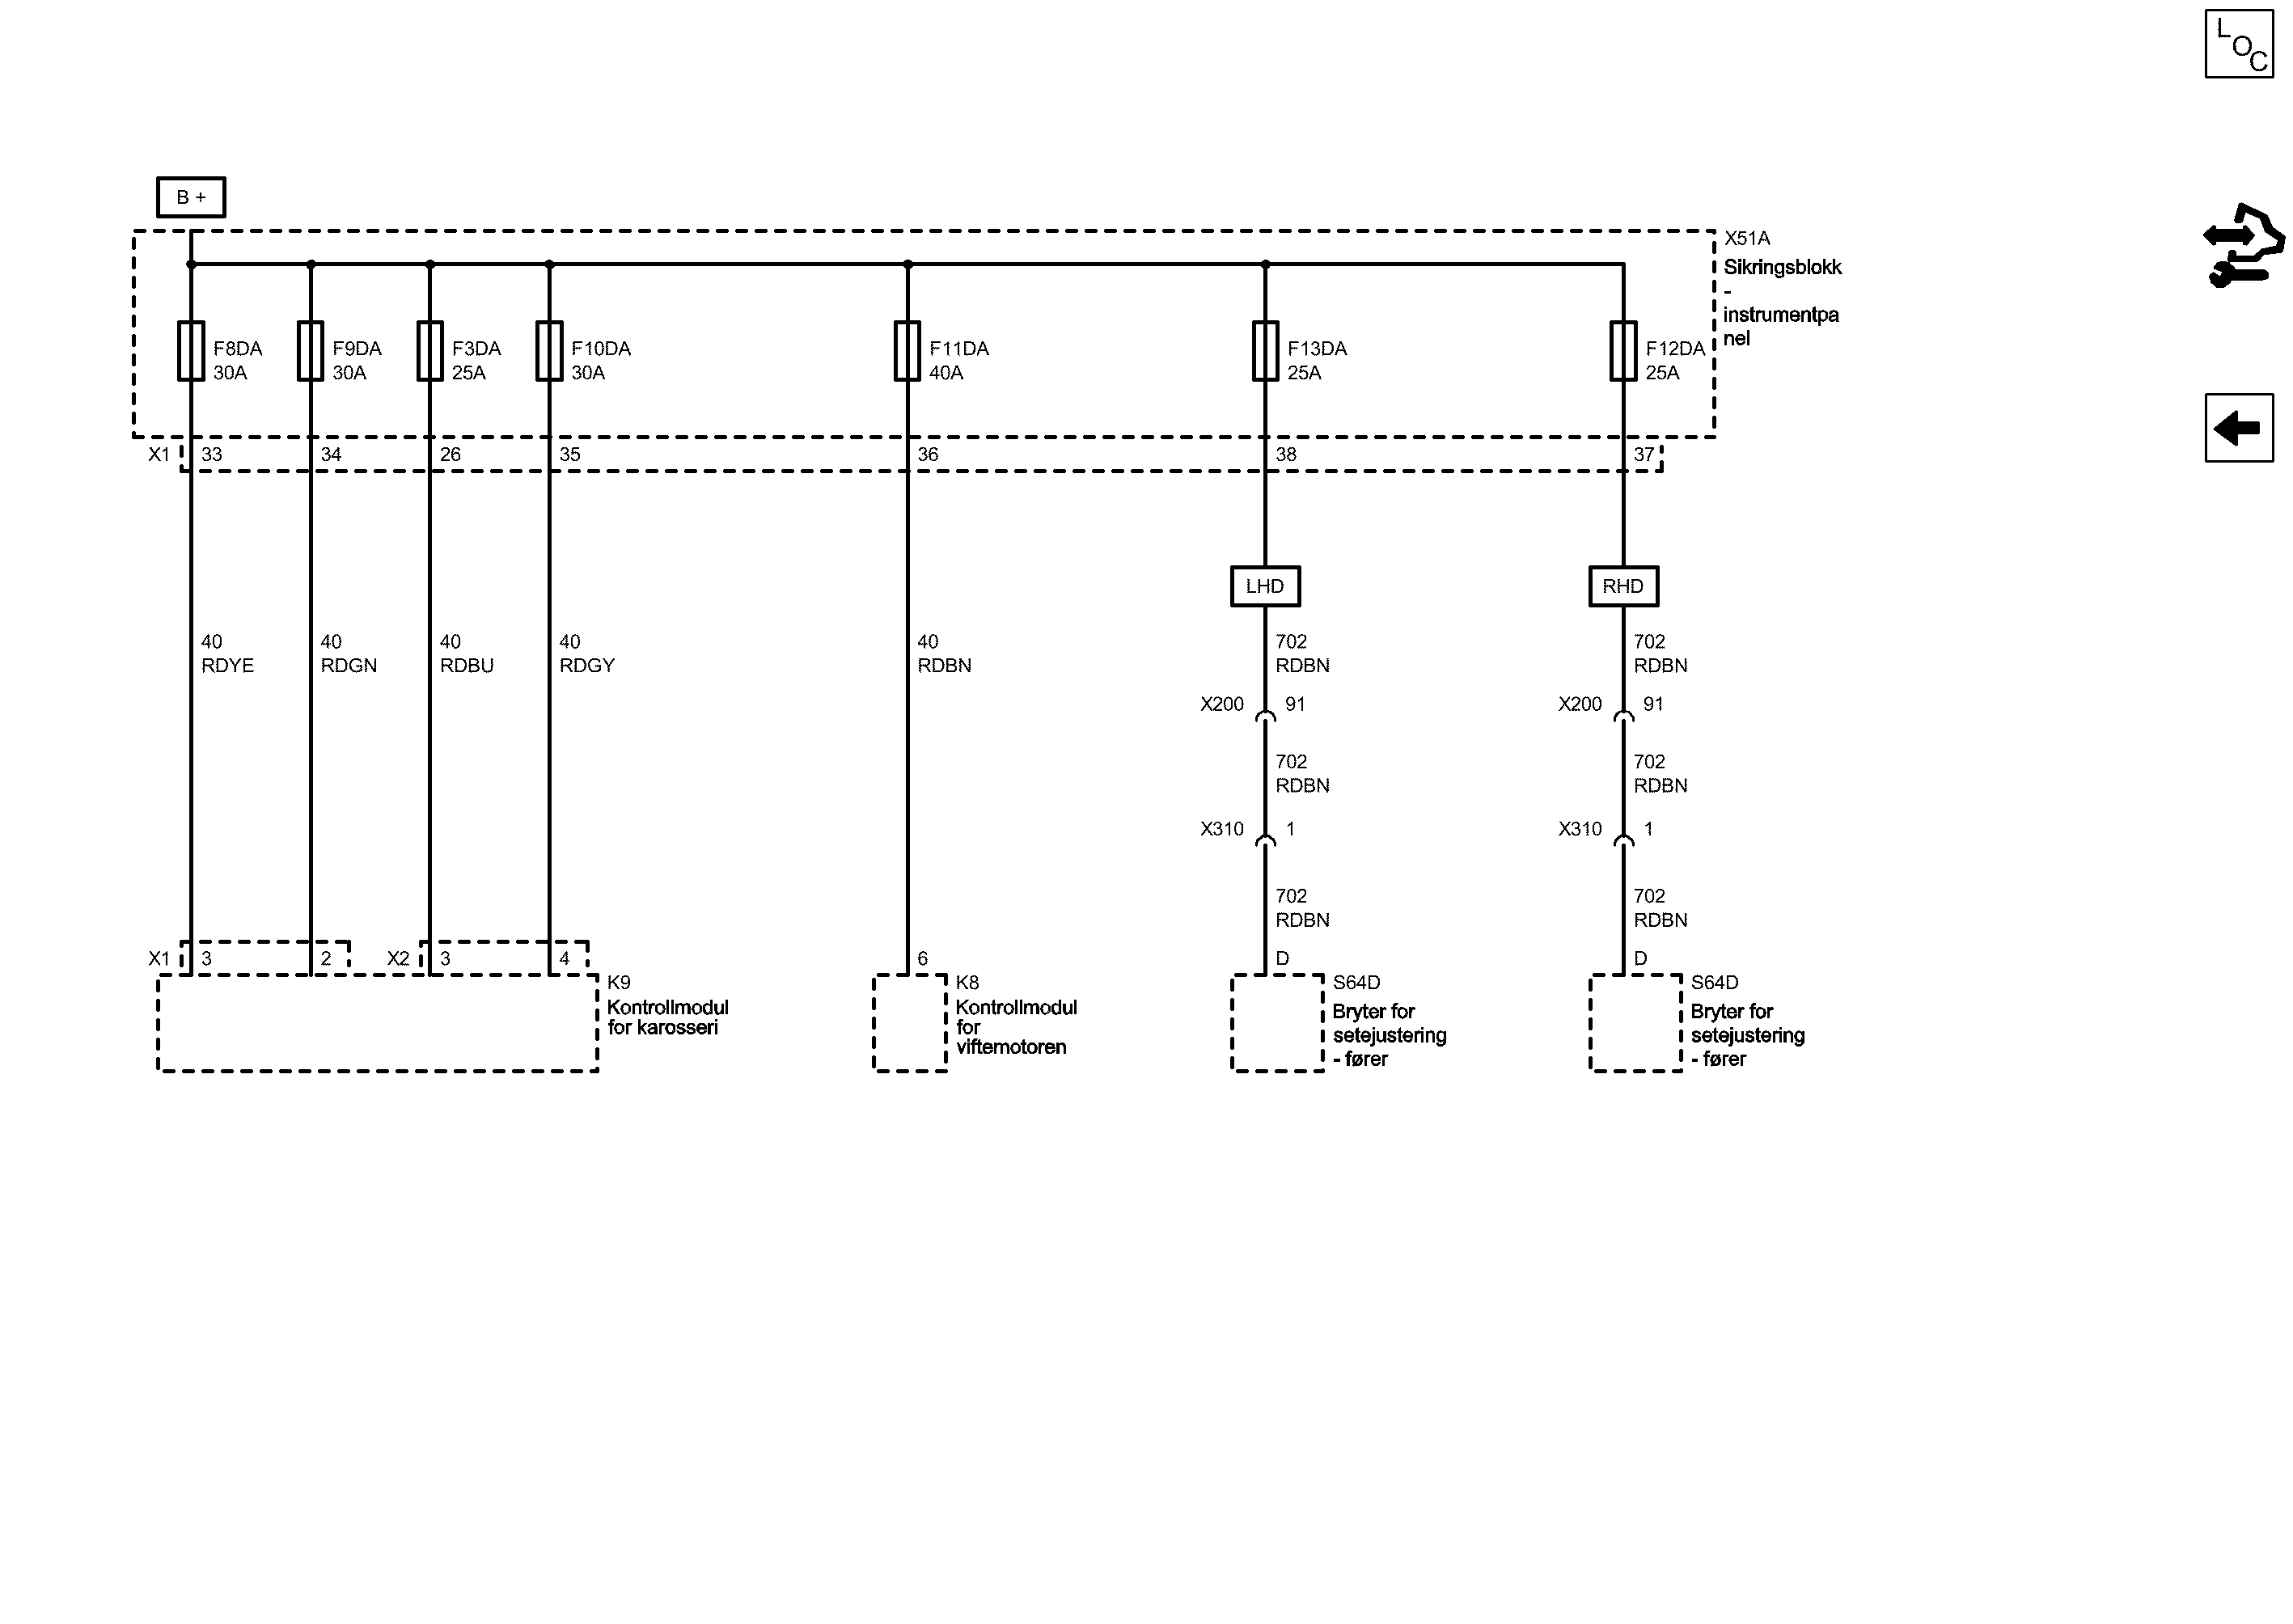 LOC
B +
X51A
Sikringsblokk
-
instrumentpa
nel
F8DA
30A
F9DA
30A
F3DA
25A
F10DA
30A
F11DA
40A
F13DA
25A
F12DA
25A
X1 33 34 26 35 36 38 37
LHD
RHD
40
RDYE
40
RDGN
40
RDBU
40
RDGY
40
RDBN
702
RDBN
702
RDBN
X200 91
X200 91
702
RDBN
702
RDBN
X310 1
X310 1
702
RDBN
702
RDBN
X1 3 2 X2 3 4
6
D
D
K9
Kontrollmodul
for karosseri
K8
Kontrollmodul
for
viftemotoren
S64D
Bryter for
setejustering
- fører
S64D
Bryter for
setejustering
- fører